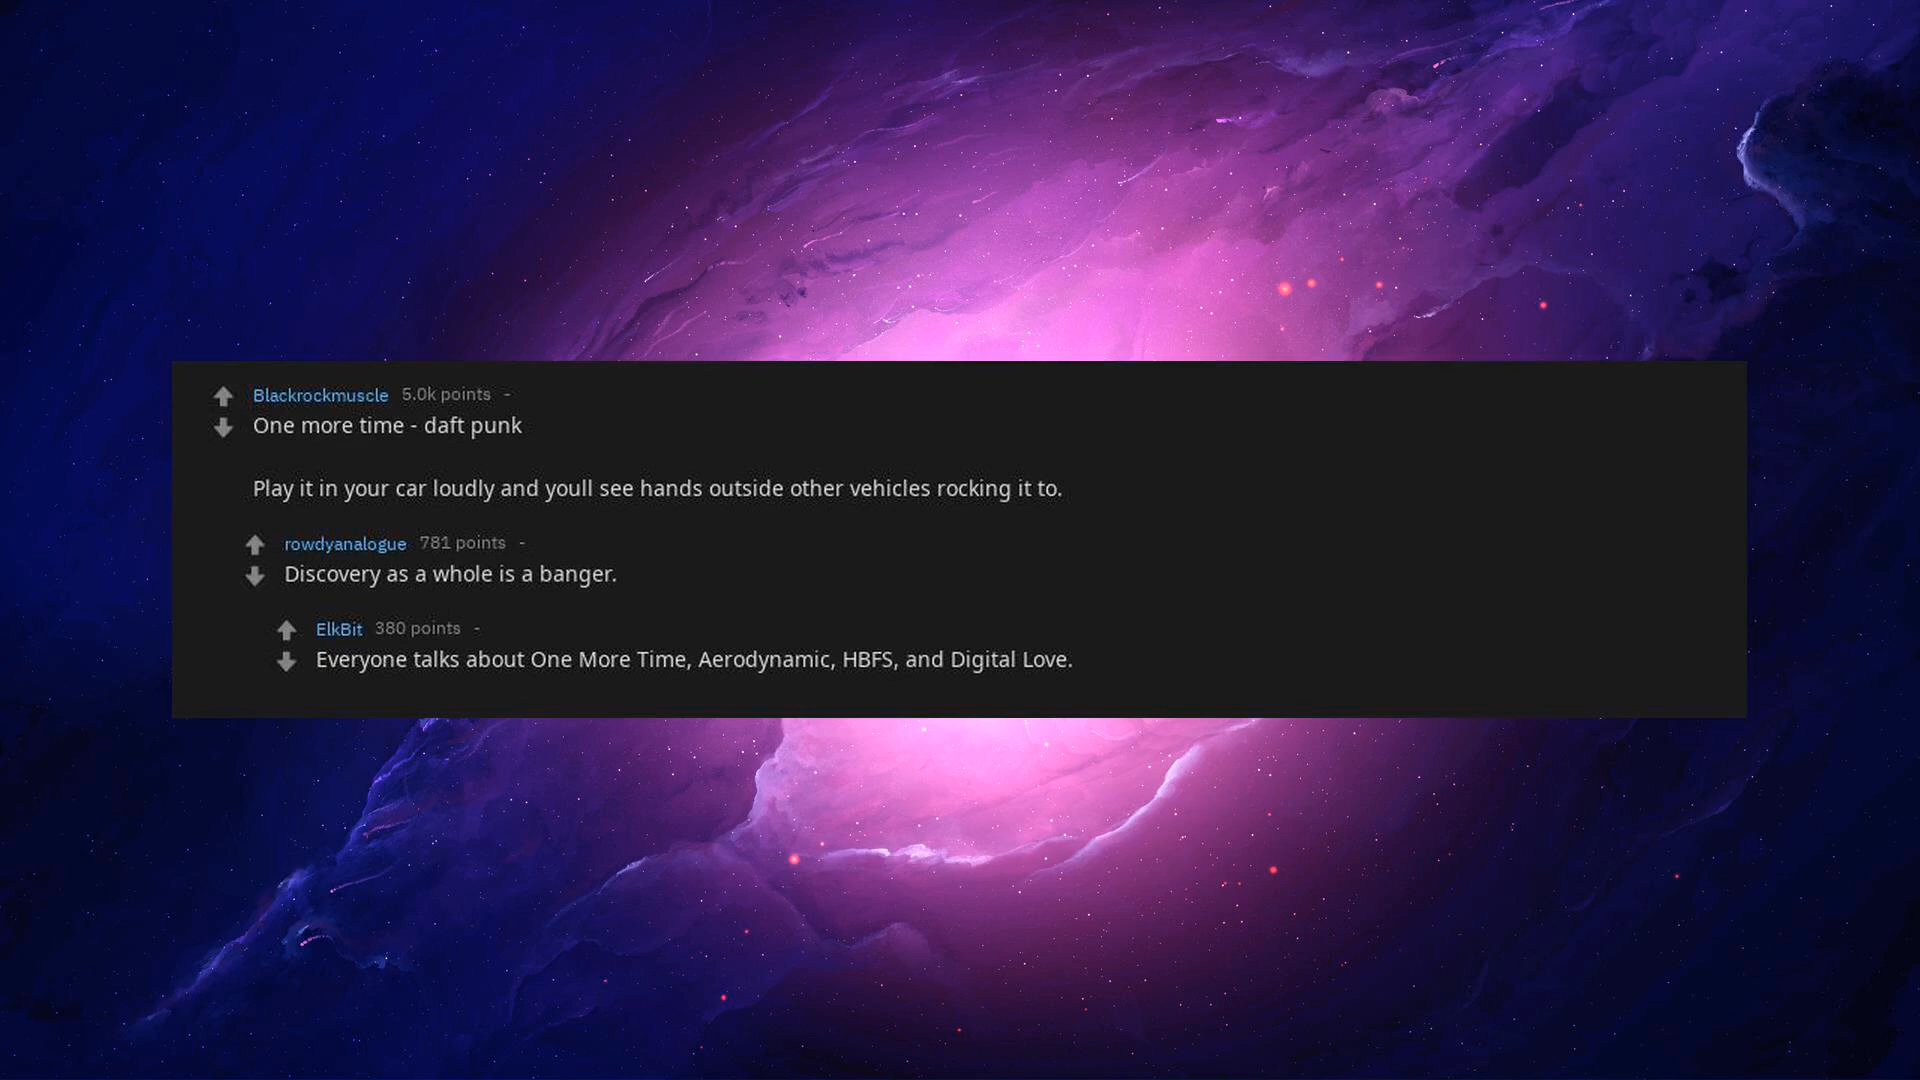 Blackrockmuscle 5.0k points -
One more time - daft punk
Play it in your car loudly and youll see hands outside other vehicles rocking it to.
rowdyanalogue 781 points -
Discovery as a whole is a banger.
ElkBit 380 points -
Everyone talks about One More Time, Aerodynamic, HBFS, and Digital Love.